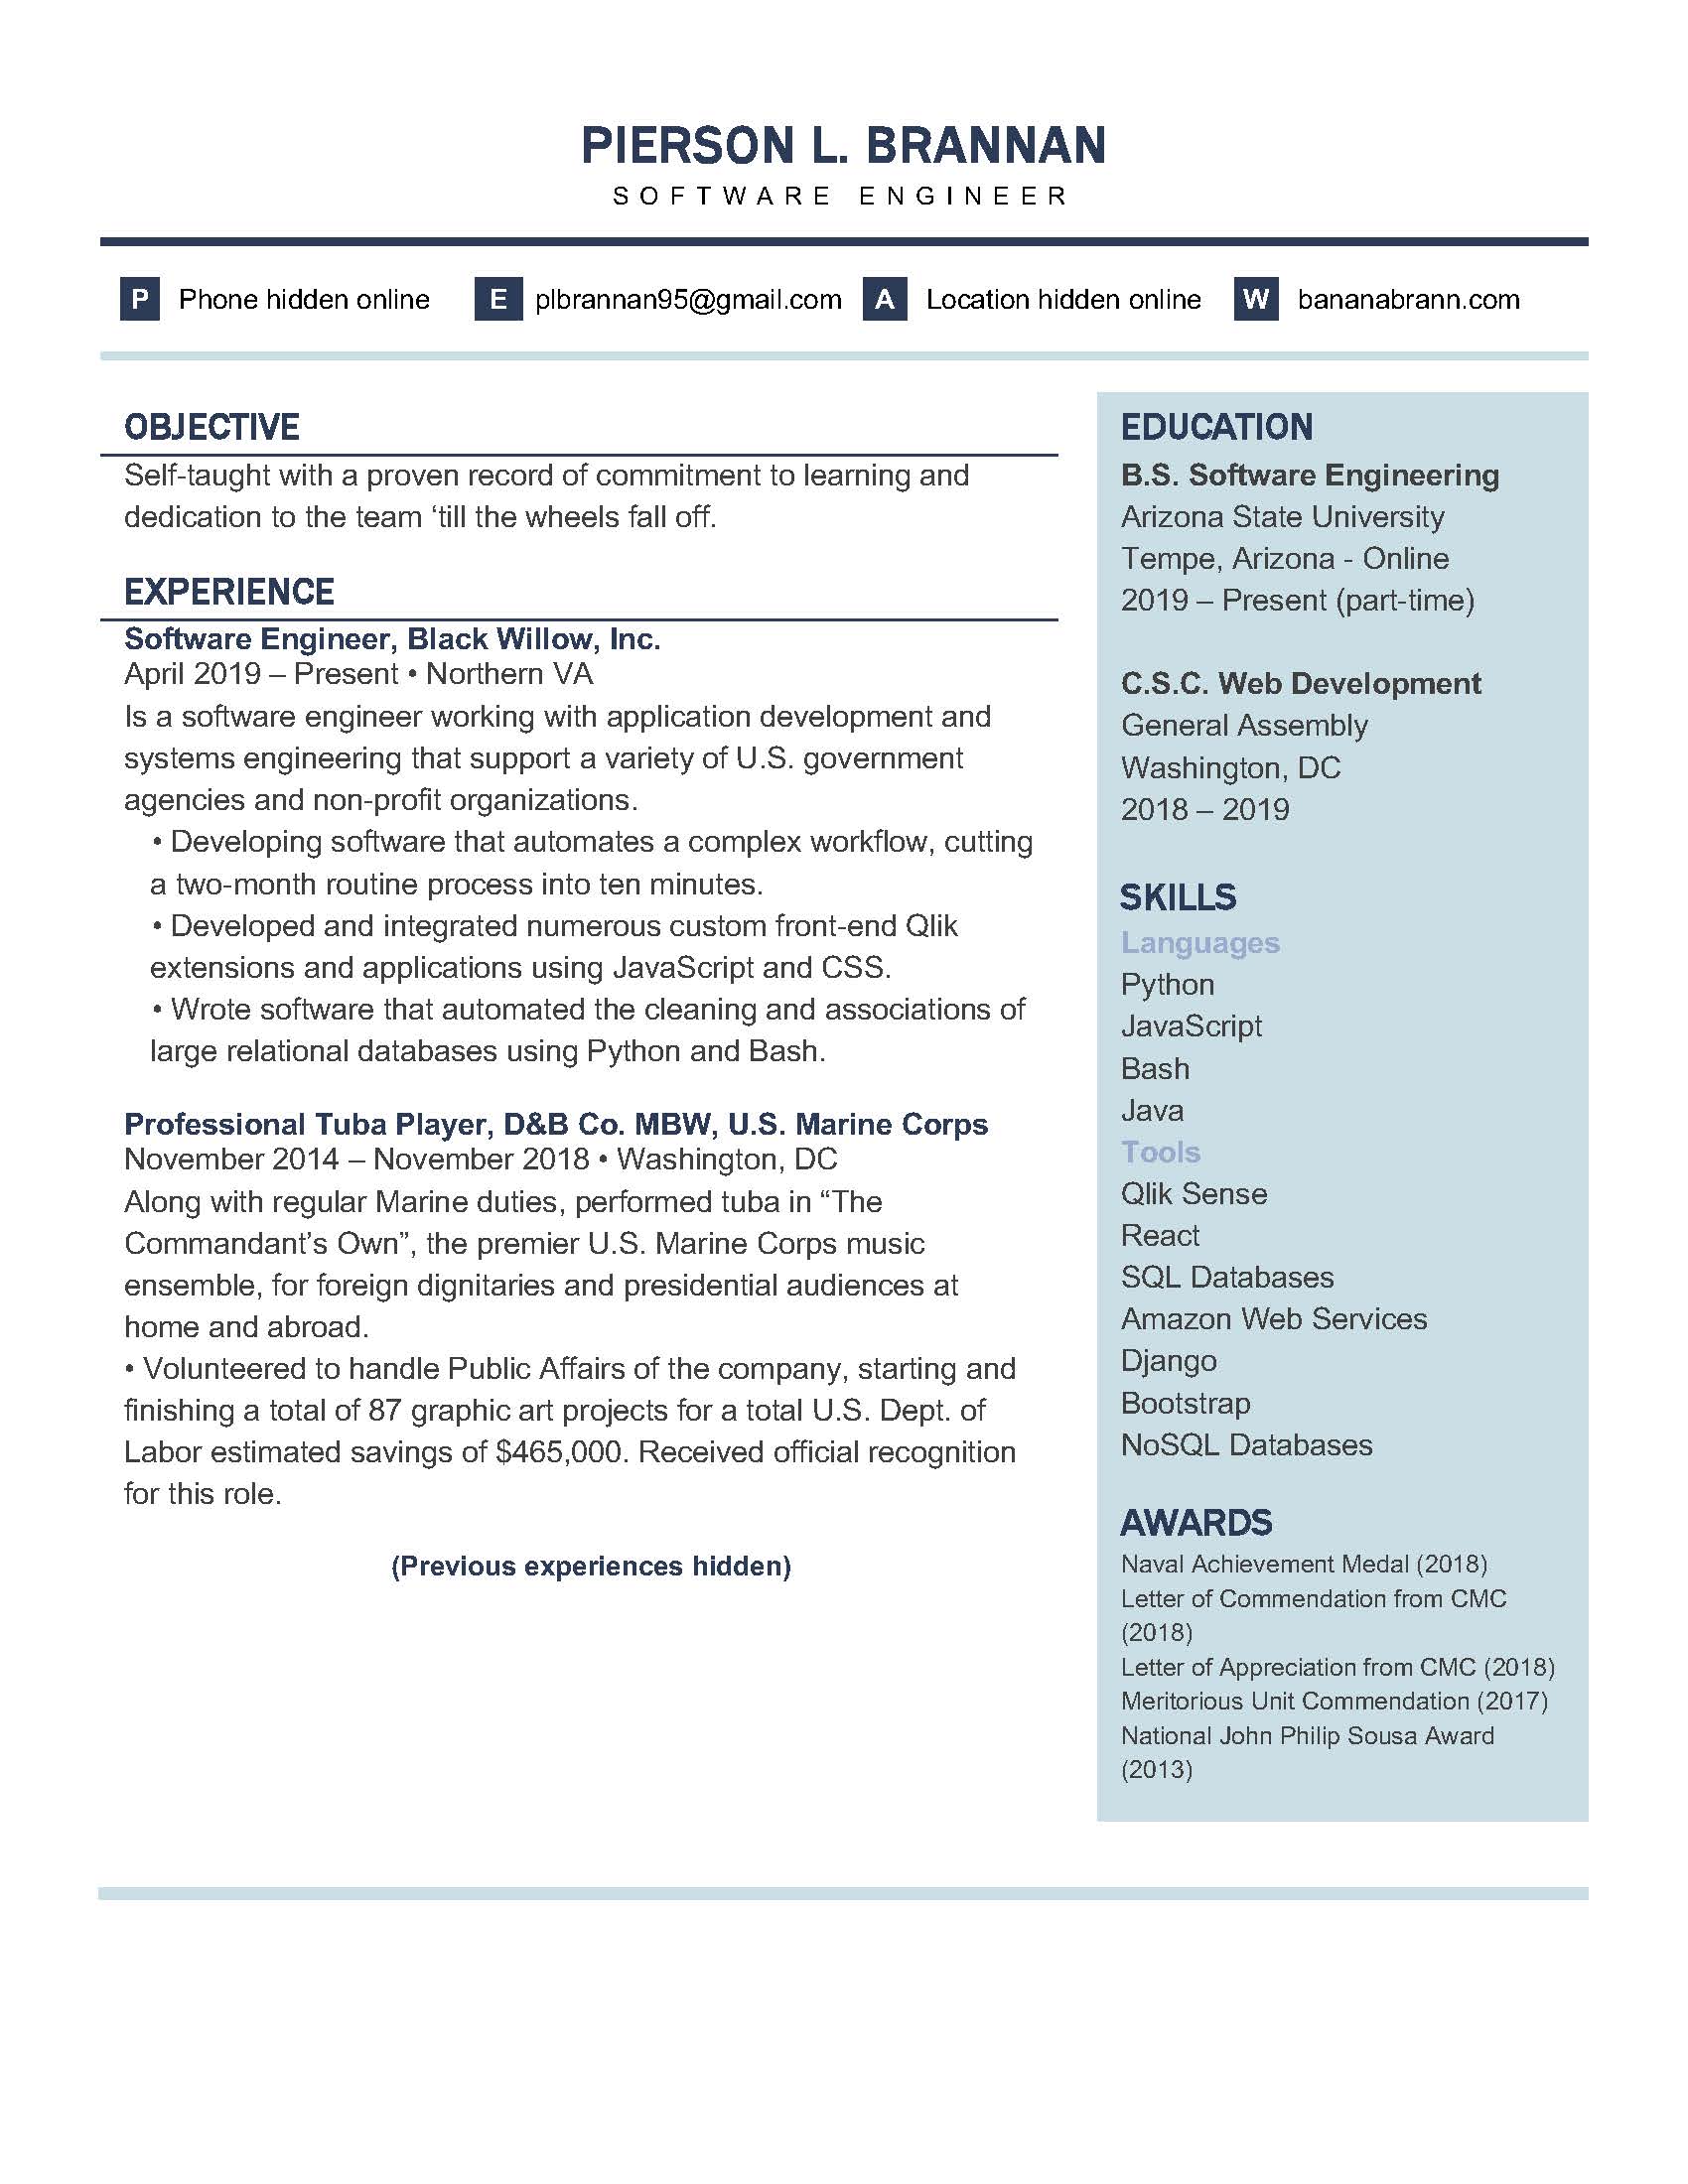 PIERSON L. BRANNAN
SOFTWARE ENGINEER
P Phone hidden online E plbrannan95@gmail.com A Location hidden online W bananabrann.com
OBJECTIVE
Self-taught with a proven record of commitment to learning and
dedication to the team ‘till the wheels fall off.
EXPERIENCE
Software Engineer, Black Willow, Inc.
April 2019 – Present • Northern VA
Is a software engineer working with application development and
systems engineering that support a variety of U.S. government
agencies and non-profit organizations.
• Developing software that automates a complex workflow, cutting
a two-month routine process into ten minutes.
• Developed and integrated numerous custom front-end Qlik
extensions and applications using JavaScript and CSS.
• Wrote software that automated the cleaning and associations of
large relational databases using Python and Bash.
Professional Tuba Player, D&B Co. MBW, U.S. Marine Corps
November 2014 – November 2018 • Washington, DC
Along with regular Marine duties, performed tuba in “The
Commandant’s Own”, the premier U.S. Marine Corps music
ensemble, for foreign dignitaries and presidential audiences at
home and abroad.
• Volunteered to handle Public Affairs of the company, starting and
finishing a total of 87 graphic art projects for a total U.S. Dept. of
Labor estimated savings of $465,000. Received official recognition
for this role.
(Previous experiences hidden)
EDUCATION
B.S. Software Engineering
Arizona State University
Tempe, Arizona - Online
2019 – Present (part-time)
C.S.C. Web Development
General Assembly
Washington, DC
2018 – 2019
SKILLS
Languages
Python
JavaScript
Bash
Java
Tools
Qlik Sense
React
SQL Databases
Amazon Web Services
Django
Bootstrap
NoSQL Databases
AWARDS
Naval Achievement Medal (2018)
Letter of Commendation from CMC
(2018)
Letter of Appreciation from CMC (2018)
Meritorious Unit Commendation (2017)
National John Philip Sousa Award
(2013)